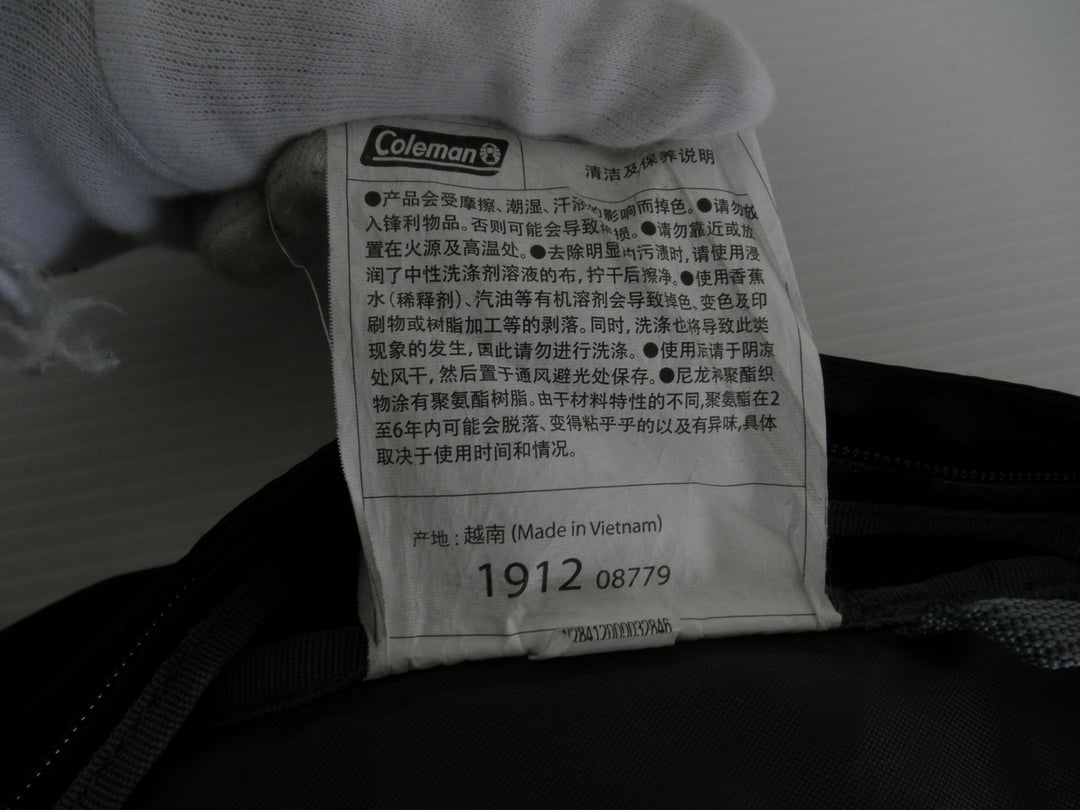 Coleman
清洁及保养说明
●产品会受摩擦、潮湿、汗液的影响而掉色。●请勿放
入锋利物品。否则可能会导致 损。●请勿靠近或放
置在火源及高温处。●去除明显的污渍时，请使用浸
润了中性洗涤剂溶液的布，拧干后擦净。●使用香蕉
水（稀释剂）、汽油等有机溶剂会导致掉色、变色及印
刷物或树脂加工等的剥落。同时，洗涤也将导致此类
现象的发生，因此请勿进行洗涤。●使用后请于阴凉
处风干，然后置于通风避光处保存。●尼龙和聚酯织
物涂有聚氨酯树脂。由于材料特性的不同，聚氨酯在2
至6年内可能会脱落、变得粘乎乎的以及有异味，具体
取决于使用时间和情况。
产地：越南 (Made in Vietnam)
1912 08779